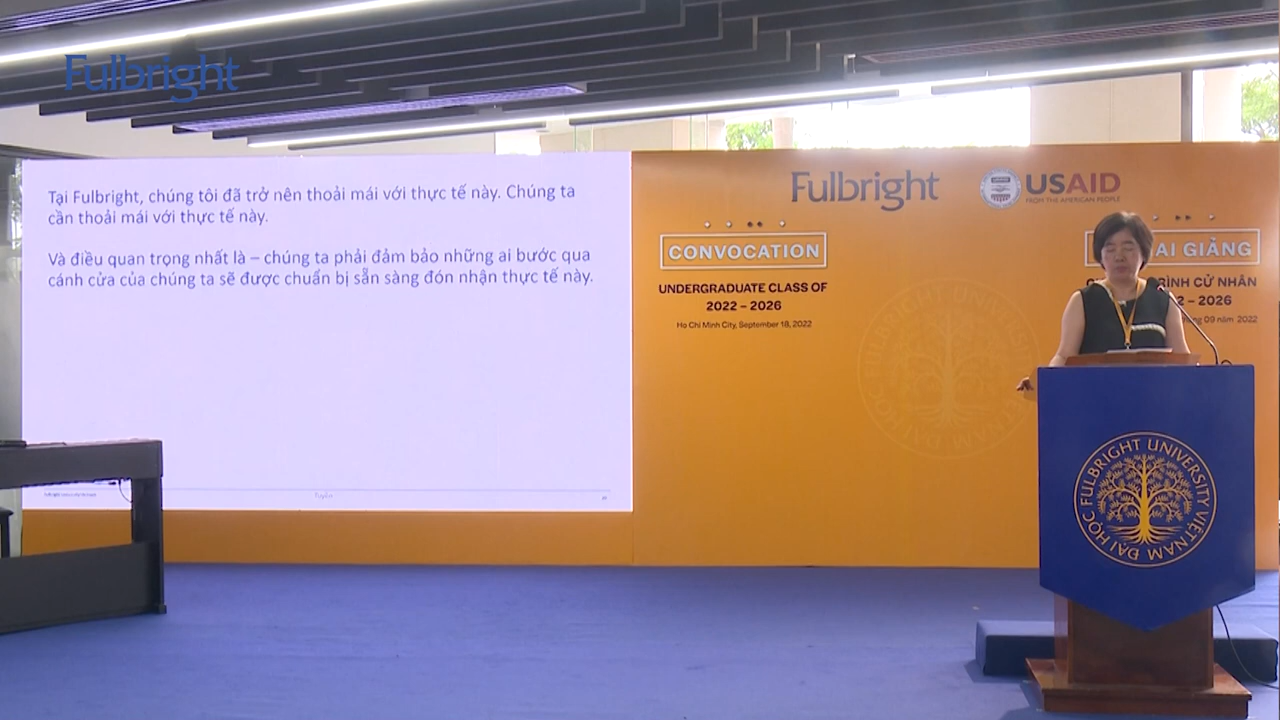 Fulbright
Tại Fulbright, chúng tôi đã trở nên thoải mái với thực tế này. Chúng ta
cần thoải mái với thực tế này.
Và điều quan trọng nhất là – chúng ta phải đảm bảo những ai bước qua
cánh cửa của chúng ta sẽ được chuẩn bị sẵn sàng đón nhận thực tế này.
Fulbright
USAID
FROM THE AMERICAN PEOPLE
CONVOCATION
UNDERGRADUATE CLASS OF
2022 – 2026
Ho Chi Minh City, September 18, 2022
AI GIẢNG
RÌNH CỬ NHÂN
– 2026
09 năm 2022
FULBRIGHT UNIVERSITY VIETNAM
ĐẠI HỌC